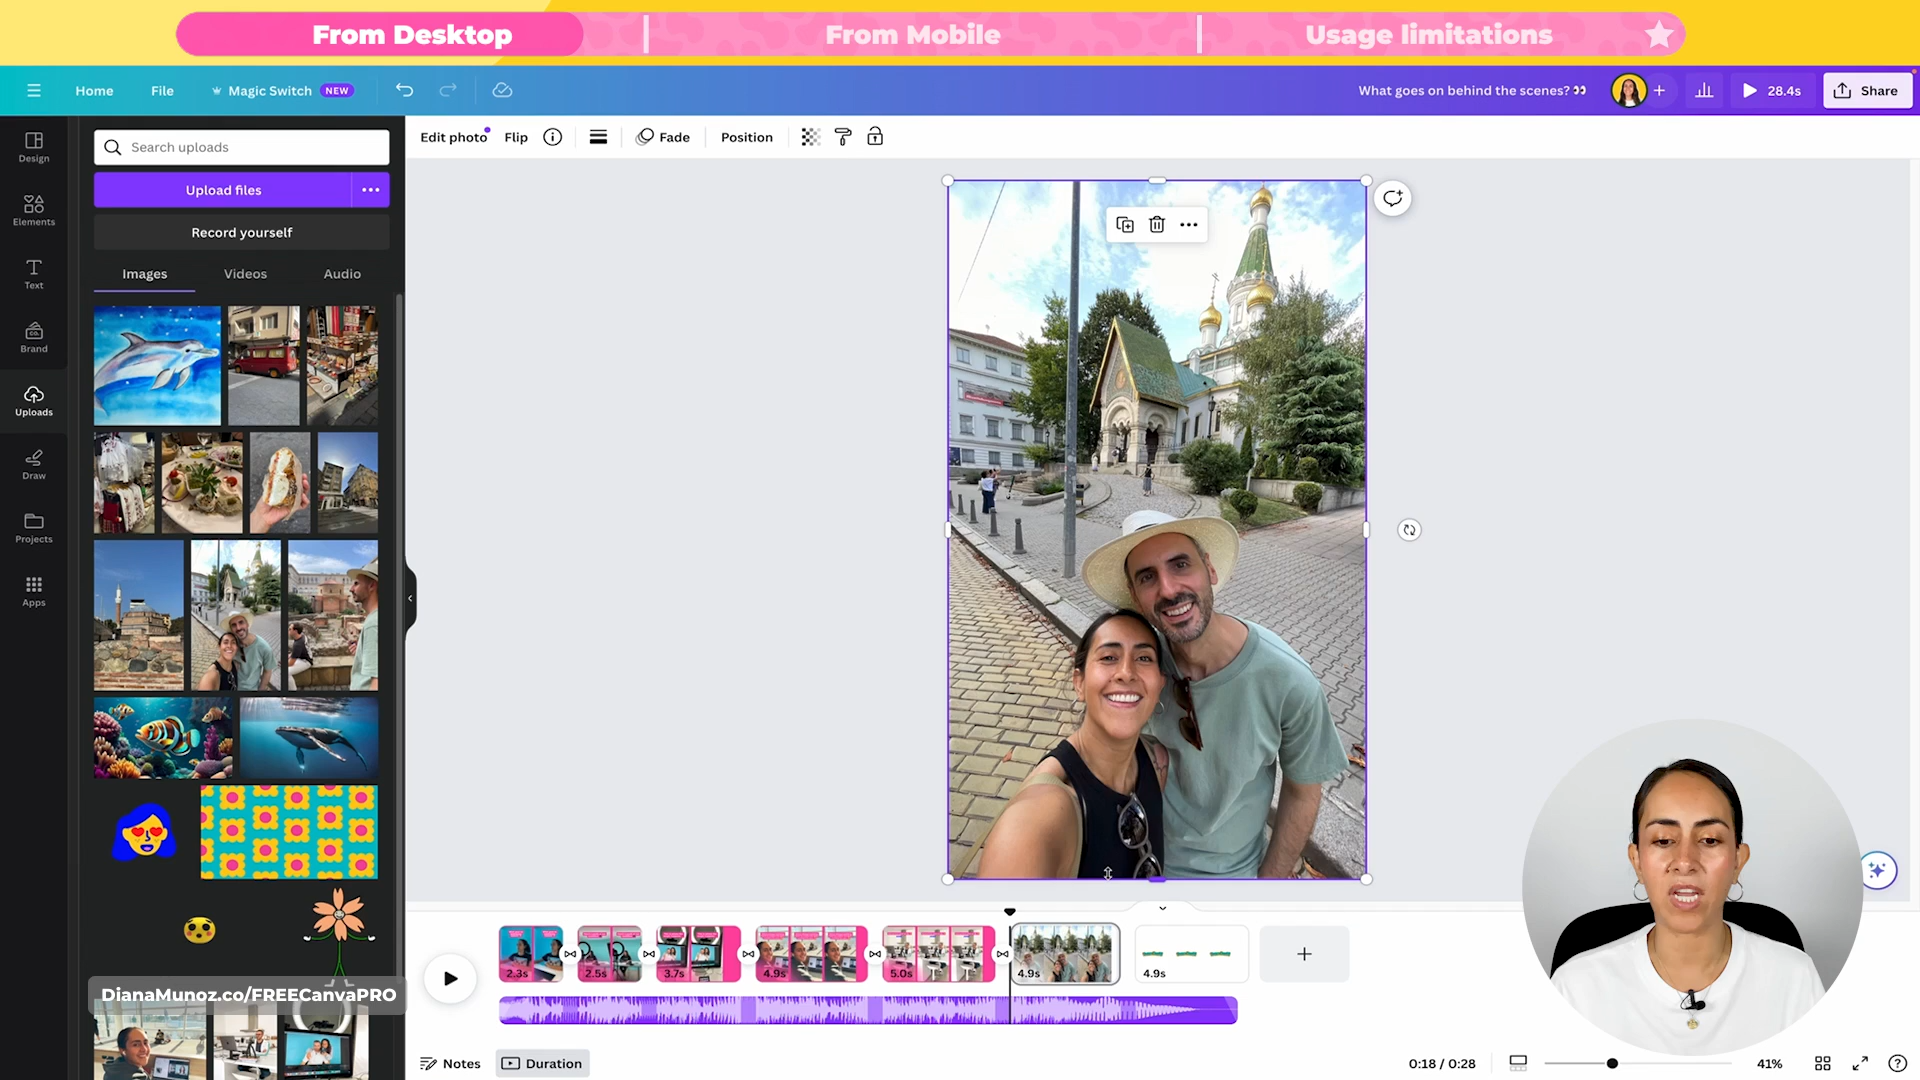 From Desktop
From Mobile
Usage limitations
Home
File
Magic Switch
NEW
What goes on behind the scenes? 👀
28.4s
Share
Design
Elements
Text
Brand
Uploads
Draw
Projects
Apps
Search uploads
Upload files
Record yourself
Images
Videos
Audio
Edit photo
Flip
Fade
Position
2.3s
2.5s
3.7s
4.9s
5.0s
4.9s
4.9s
DianaMunoz.co/FREECanvaPRO
Notes
Duration
0:18 / 0:28
41%